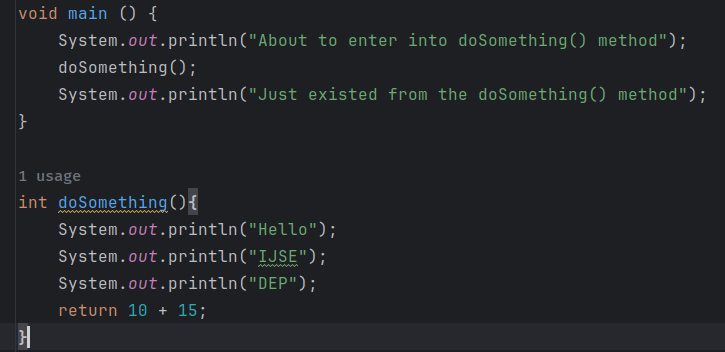 void main () {
    System.out.println("About to enter into doSomething() method");
    doSomething();
    System.out.println("Just existed from the doSomething() method");
}
1 usage
int doSomething(){
    System.out.println("Hello");
    System.out.println("IJSE");
    System.out.println("DEP");
    return 10 + 15;
}